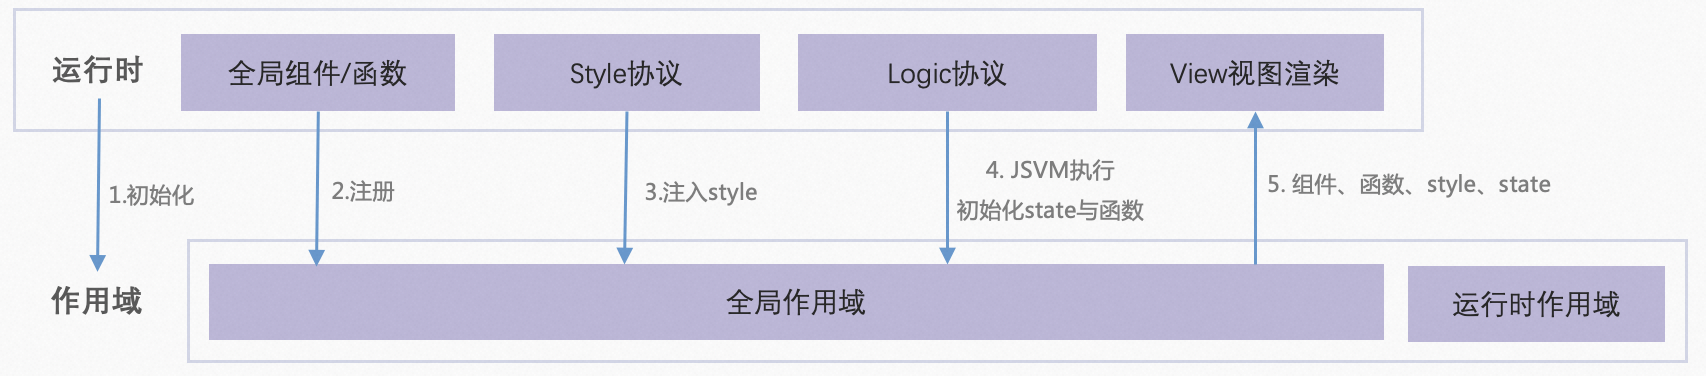 运行时
全局组件/函数
Style协议
Logic协议
View视图渲染
1.初始化
2.注册
3.注入style
4. JSVM执行
初始化state与函数
5. 组件、函数、style、state
作用域
全局作用域
运行时作用域